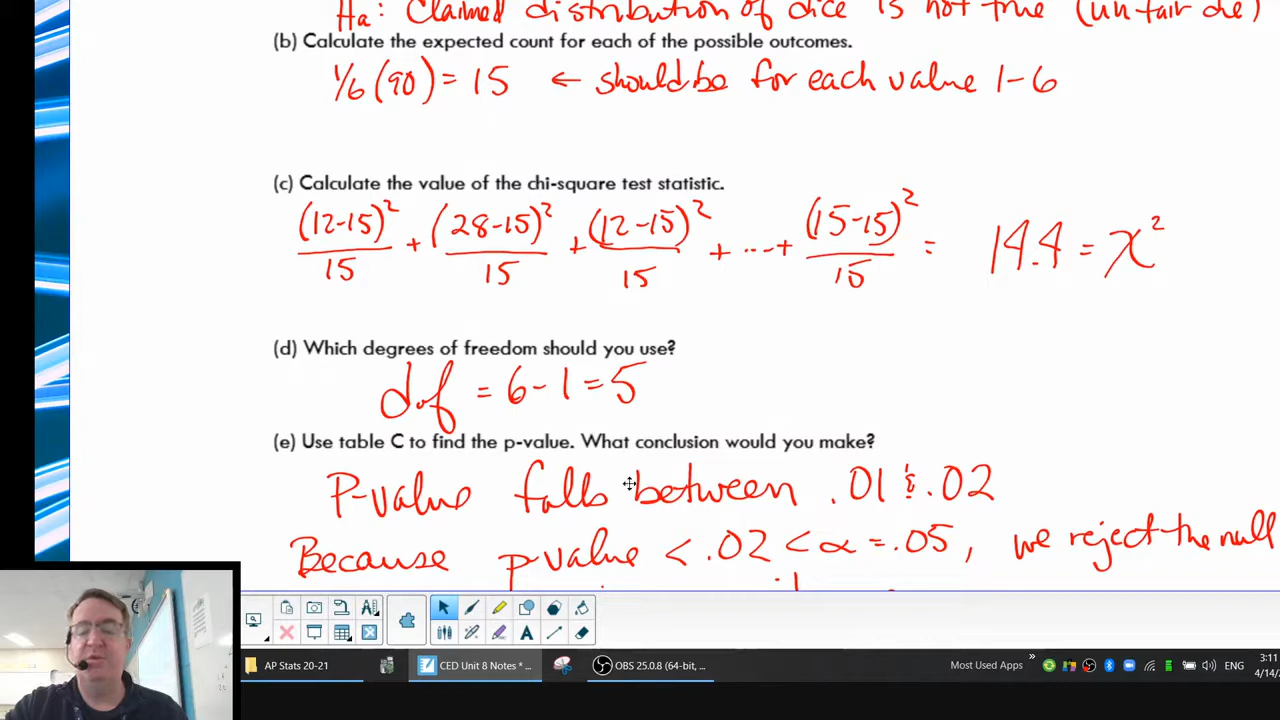 Ha: Claimed distribution of dice is not true (unfair die)
(b) Calculate the expected count for each of the possible outcomes.
1/6 (90) = 15 ← should be for each value 1-6
(c) Calculate the value of the chi-square test statistic.
(12-15)²/15 + (28-15)²/15 + (12-15)²/15 + ... + (15-15)²/15 = 14.4 = χ²
(d) Which degrees of freedom should you use?
dof = 6-1 = 5
(e) Use table C to find the p-value. What conclusion would you make?
P-value falls between .01 & .02
Because pvalue < .02 < α = .05, we reject the null
AP Stats 20-21
CED Unit 8 Notes * ...
OBS 25.0.8 (64-bit, ...
Most Used Apps
ENG
3:11
4/14/